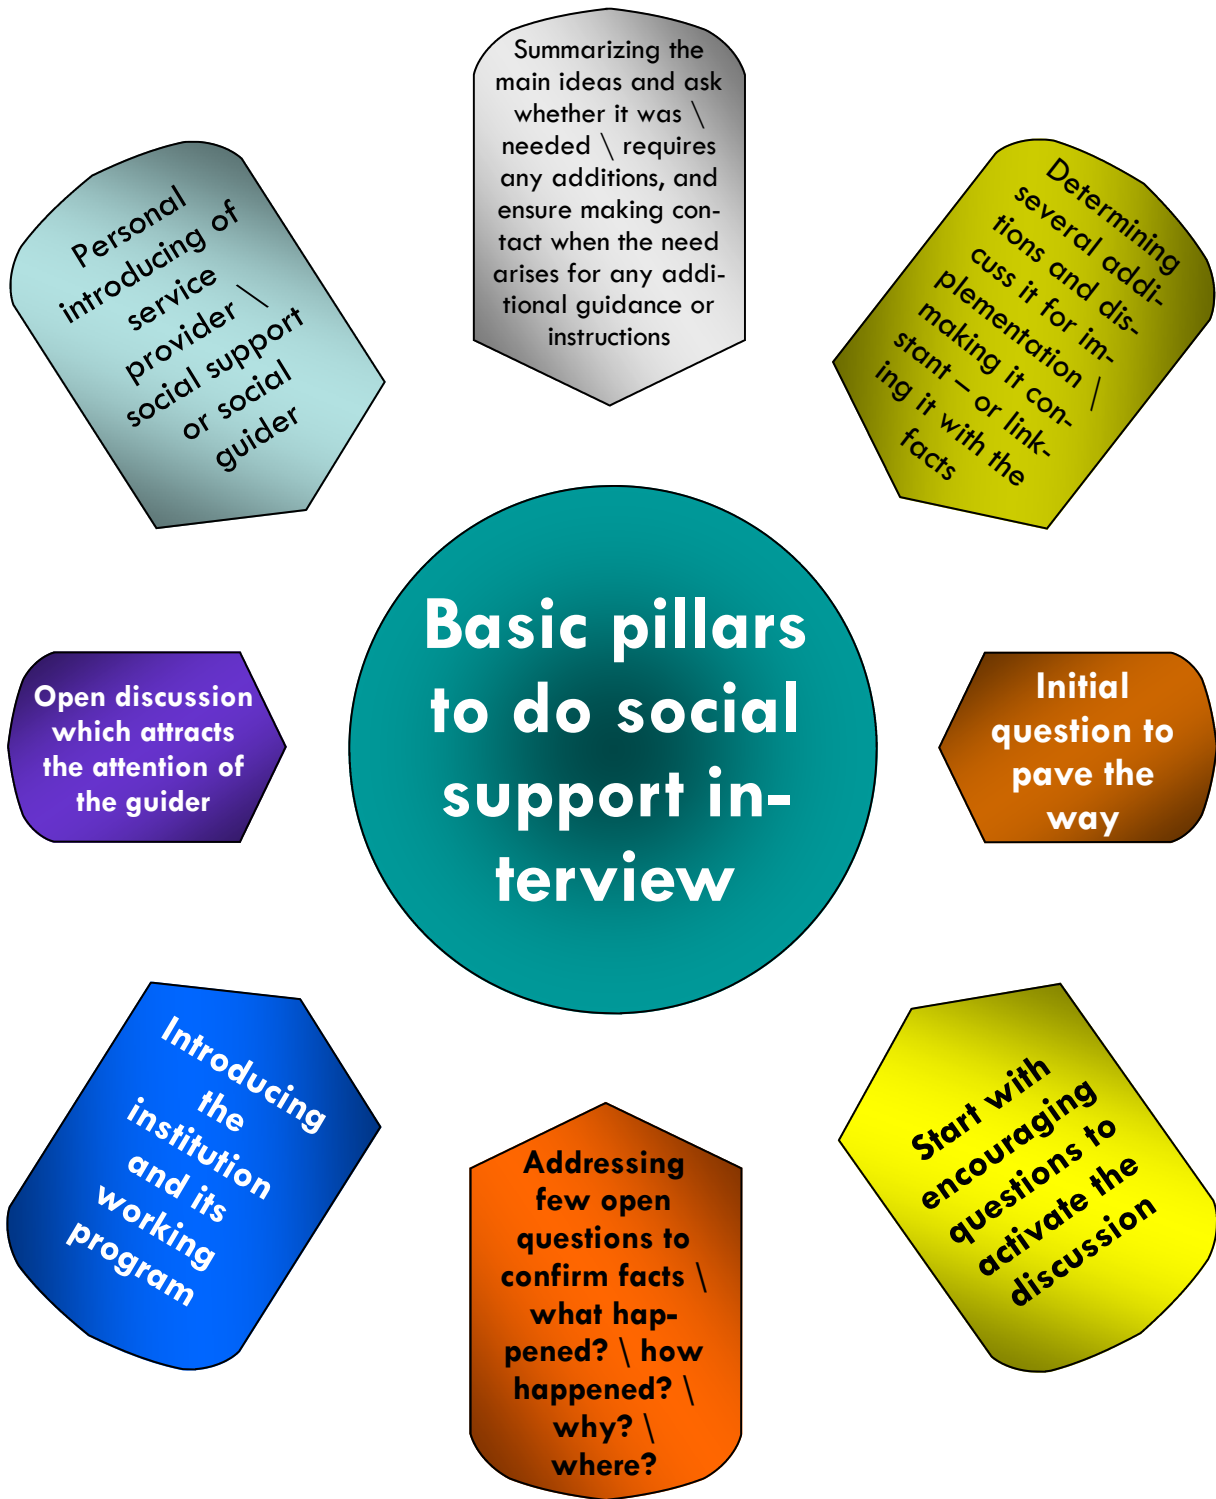 Summarizing the
main ideas and ask
whether it was \
needed \ requires
any additions, and
ensure making con-
tact when the need
arises for any addi-
tional guidance or
instructions
Personal
introducing of
service
provider \
social support
or social
guider
Determining
several addi-
tions and dis-
cuss it for im-
plementation \
making it con-
stant – or link-
ing it with the
facts
Basic pillars
to do social
support in-
terview
Open discussion
which attracts
the attention of
the guider
Initial
question to
pave the
way
Introducing
the
institution
and its
working
program
Addressing
few open
questions to
confirm facts \
what hap-
pened? \ how
happened? \
why? \
where?
Start with
encouraging
questions to
activate the
discussion